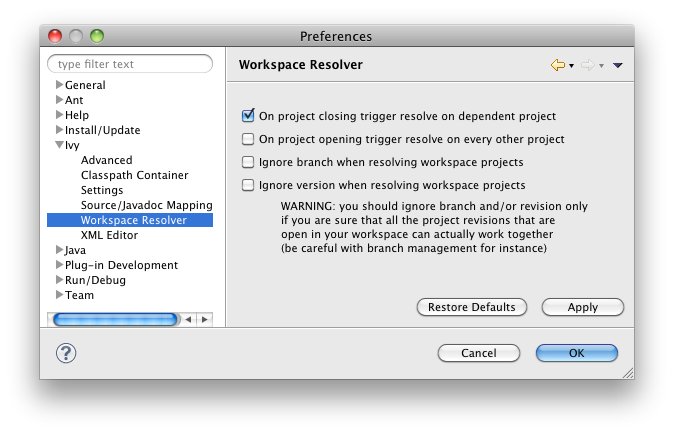 Preferences
type filter text
General
Ant
Help
Install/Update
Ivy
Advanced
Classpath Container
Settings
Source/Javadoc Mapping
Workspace Resolver
XML Editor
Java
Plug-in Development
Run/Debug
Team
Workspace Resolver
On project closing trigger resolve on dependent project
On project opening trigger resolve on every other project
Ignore branch when resolving workspace projects
Ignore version when resolving workspace projects
WARNING: you should ignore branch and/or revision only
if you are sure that all the project revisions that are
open in your workspace can actually work together
(be careful with branch management for instance)
Restore Defaults
Apply
?
Cancel
OK